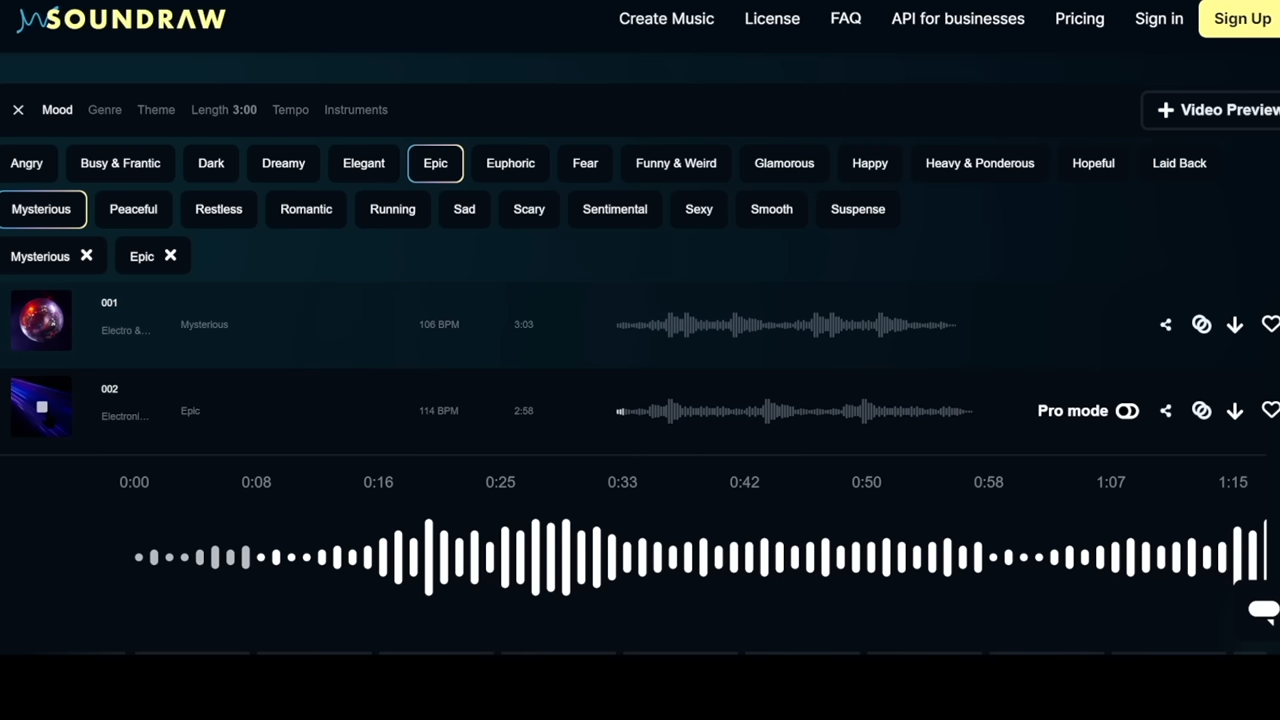 SOUNDRAW Create Music License FAQ API for businesses Pricing Sign in Sign Up
Mood Genre Theme Length 3:00 Tempo Instruments Video Preview
Angry Busy & Frantic Dark Dreamy Elegant Epic Euphoric Fear Funny & Weird Glamorous Happy Heavy & Ponderous Hopeful Laid Back
Mysterious Peaceful Restless Romantic Running Sad Scary Sentimental Sexy Smooth Suspense
Mysterious Epic
001
Electro &... Mysterious 106 BPM 3:03
002
Electroni... Epic 114 BPM 2:58 Pro mode
0:00 0:08 0:16 0:25 0:33 0:42 0:50 0:58 1:07 1:15